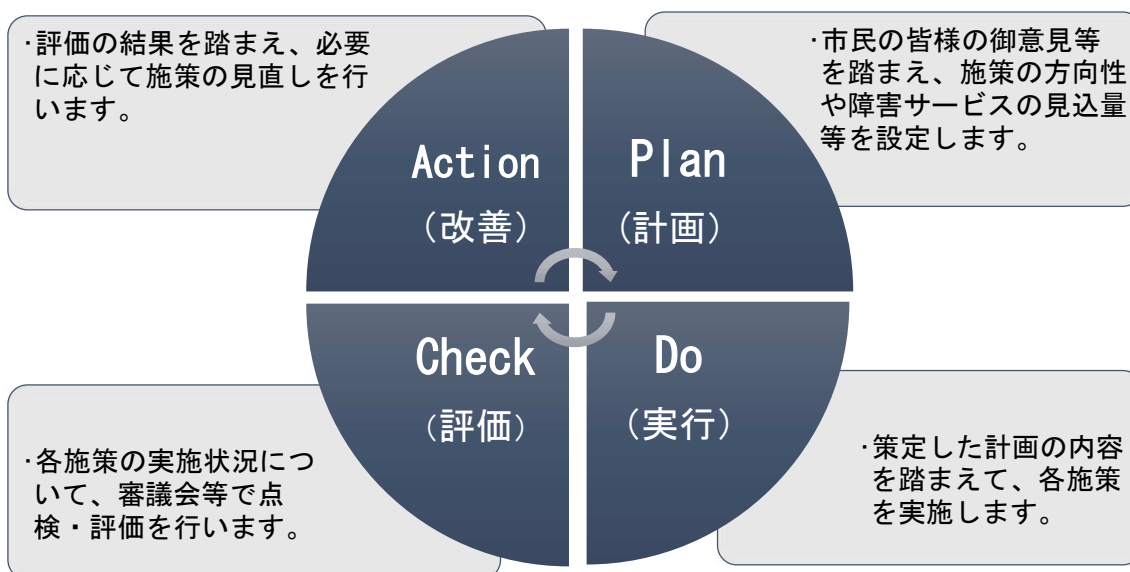 ・評価の結果を踏まえ、必要
に応じて施策の見直しを行
います。
Action
（改善）
・市民の皆様の御意見等
を踏まえ、施策の方向性
や障害サービスの見込量
等を設定します。
Plan
（計画）
・各施策の実施状況につ
いて、審議会等で点
検・評価を行います。
Check
（評価）
・策定した計画の内容
を踏まえて、各施策
を実施します。
Do
（実行）